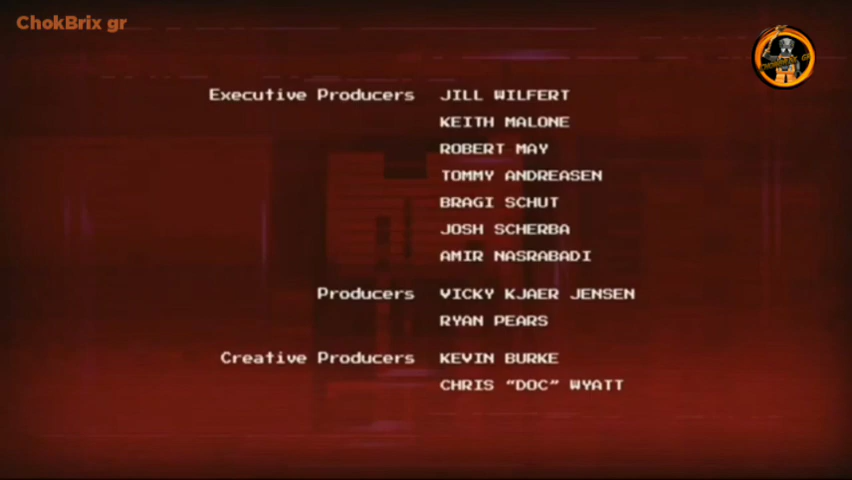 ChokBrix gr
Executive Producers JILL WILFERT
KEITH MALONE
ROBERT MAY
TOMMY ANDREASEN
BRAGI SCHUT
JOSH SCHERBA
AMIR NASRABADI
Producers VICKY KJAER JENSEN
RYAN PEARS
Creative Producers KEVIN BURKE
CHRIS “DOC” WYATT